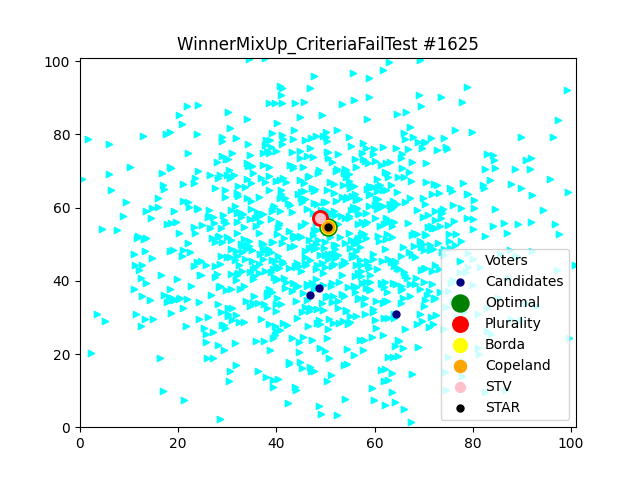 WinnerMixUp_CriteriaFailTest #1625
100
80
60
40
20
0
0 20 40 60 80 100
Voters
Candidates
Optimal
Plurality
Borda
Copeland
STV
STAR